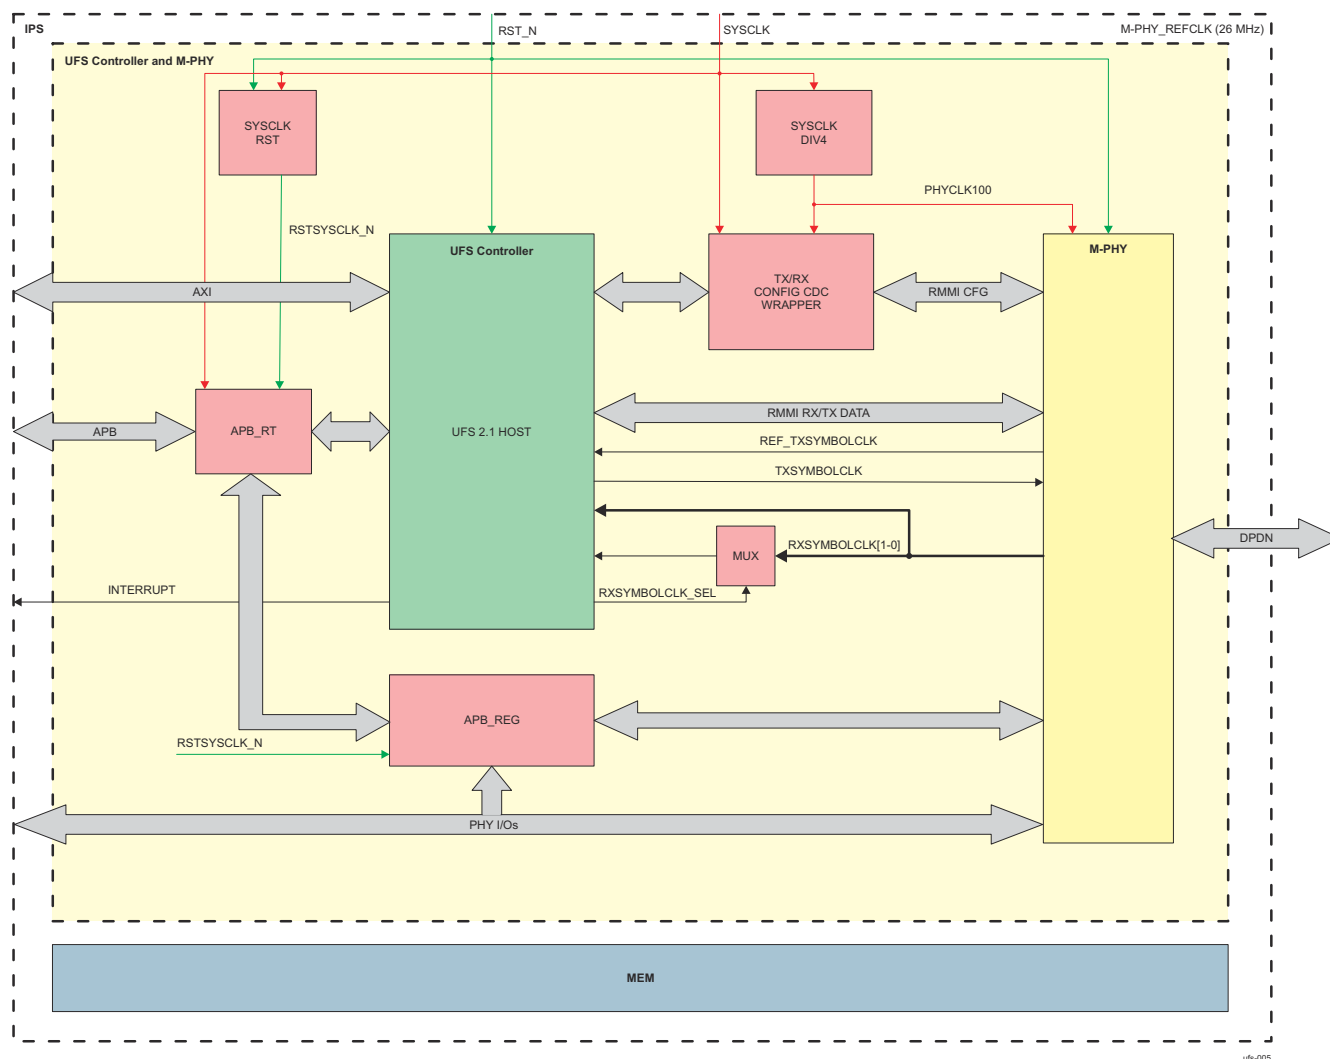 IPS
RST_N
SYSCLK
M-PHY_REFCLK (26 MHz)
UFS Controller and M-PHY
SYSCLK
RST
SYSCLK
DIV4
PHYCLK100
RSTSYSCLK_N
UFS Controller
M-PHY
AXI
TX/RX
CONFIG CDC
WRAPPER
RMMI CFG
APB
APB_RT
UFS 2.1 HOST
RMMI RX/TX DATA
REF_TXSYMBOLCLK
TXSYMBOLCLK
DPDN
MUX
RXSYMBOLCLK[1-0]
INTERRUPT
RXSYMBOLCLK_SEL
APB_REG
RSTSYSCLK_N
PHY I/Os
MEM
ufs-005